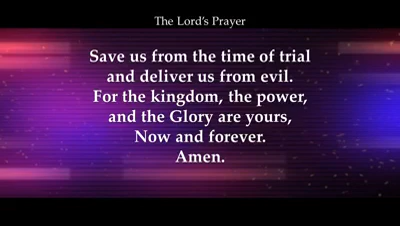 The Lord's Prayer
Save us from the time of trial
and deliver us from evil.
For the kingdom, the power,
and the Glory are yours,
Now and forever.
Amen.